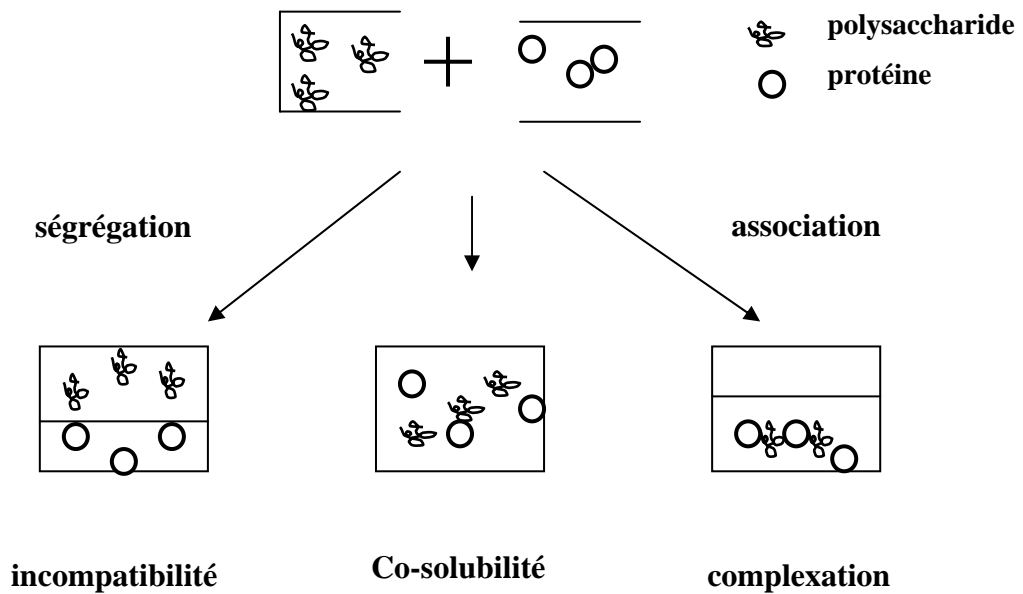 polysaccharide
protéine
ségrégation
association
incompatibilité
Co-solubilité
complexation